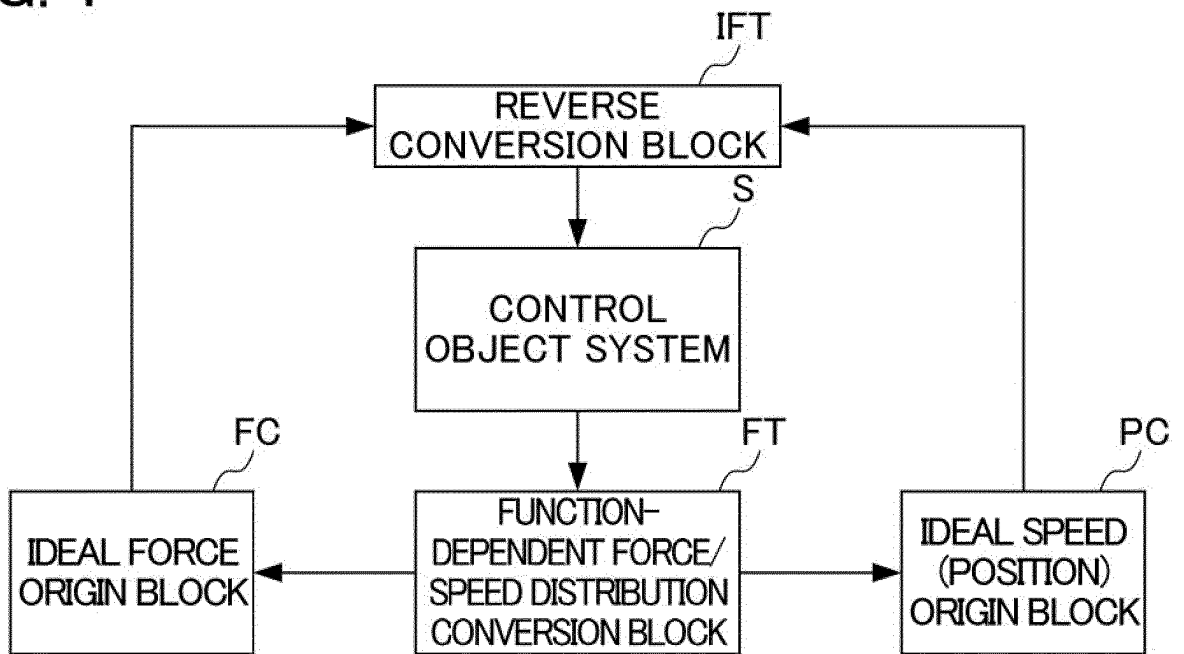 IFT
REVERSE
CONVERSION BLOCK
S
CONTROL
OBJECT SYSTEM
FC
FT
PC
IDEAL FORCE
ORIGIN BLOCK
FUNCTION-
DEPENDENT FORCE/
SPEED DISTRIBUTION
CONVERSION BLOCK
IDEAL SPEED
(POSITION)
ORIGIN BLOCK